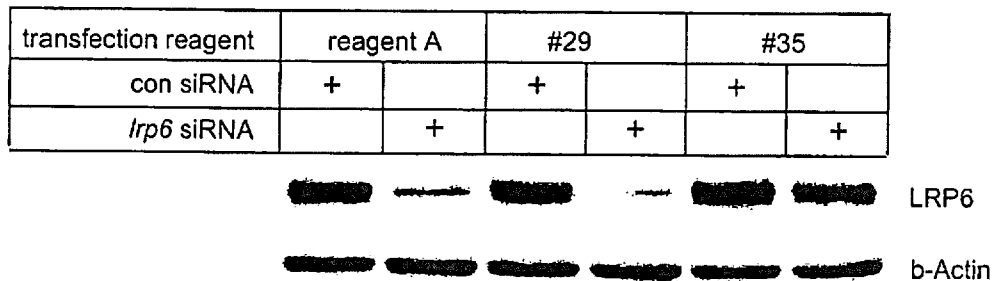 transfection reagent reagent A #29 #35
con siRNA + + +
lrp6 siRNA + + +
LRP6
b-Actin